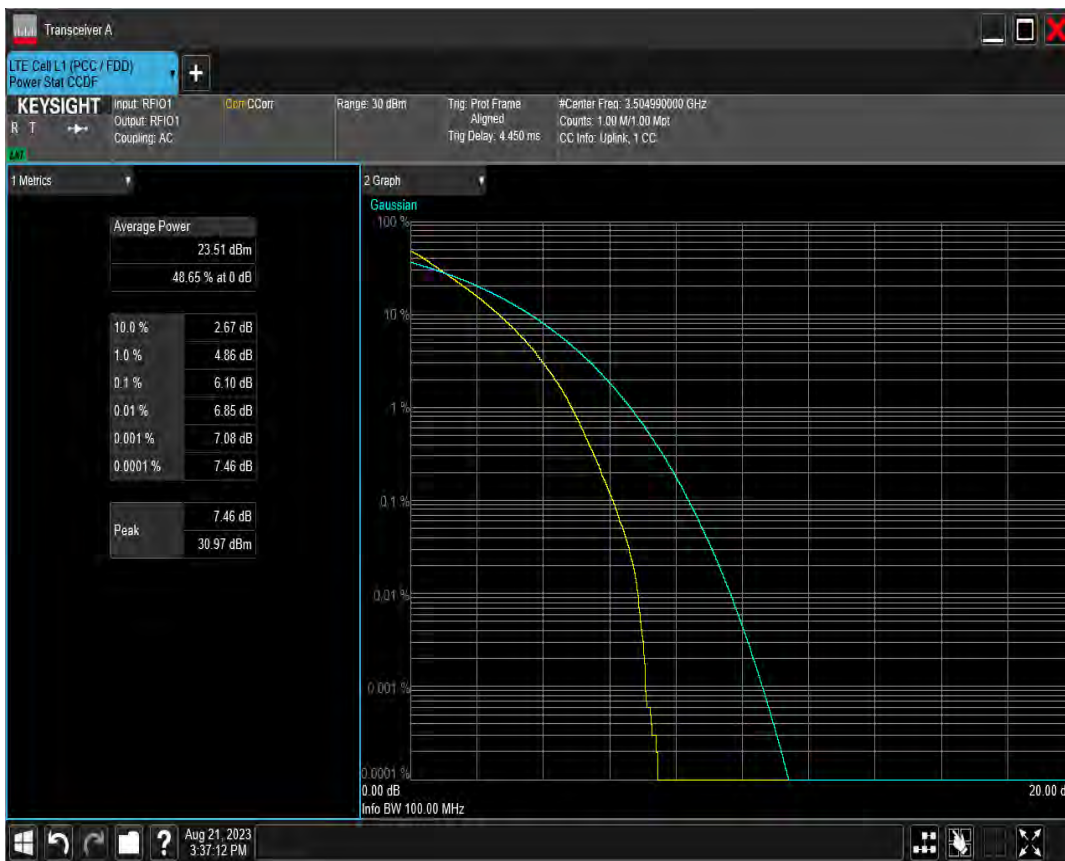 Transceiver A
LTE Cell L1 (PCC / FDD)
Power Stat CCDF
+
KEYSIGHT
R T
LXI
Input: RFIO1
Output: RFIO1
Coupling: AC
Corr CCorr
Range: 30 dBm
Trig: Prot Frame
Aligned
Trig Delay: 4.450 ms
#Center Freq: 3.504990000 GHz
Counts: 1.00 M/1.00 Mpt
CC Info: Uplink, 1 CC
1 Metrics
Average Power
23.51 dBm
48.65 % at 0 dB
10.0 % 2.67 dB
1.0 % 4.86 dB
0.1 % 6.10 dB
0.01 % 6.85 dB
0.001 % 7.08 dB
0.0001 % 7.46 dB
Peak
7.46 dB
30.97 dBm
2 Graph
Gaussian
100 %
10 %
1 %
0.1 %
0.01 %
0.001 %
0.0001 %
0.00 dB
20.00 d
Info BW 100.00 MHz
?
Aug 21, 2023
3:37:12 PM